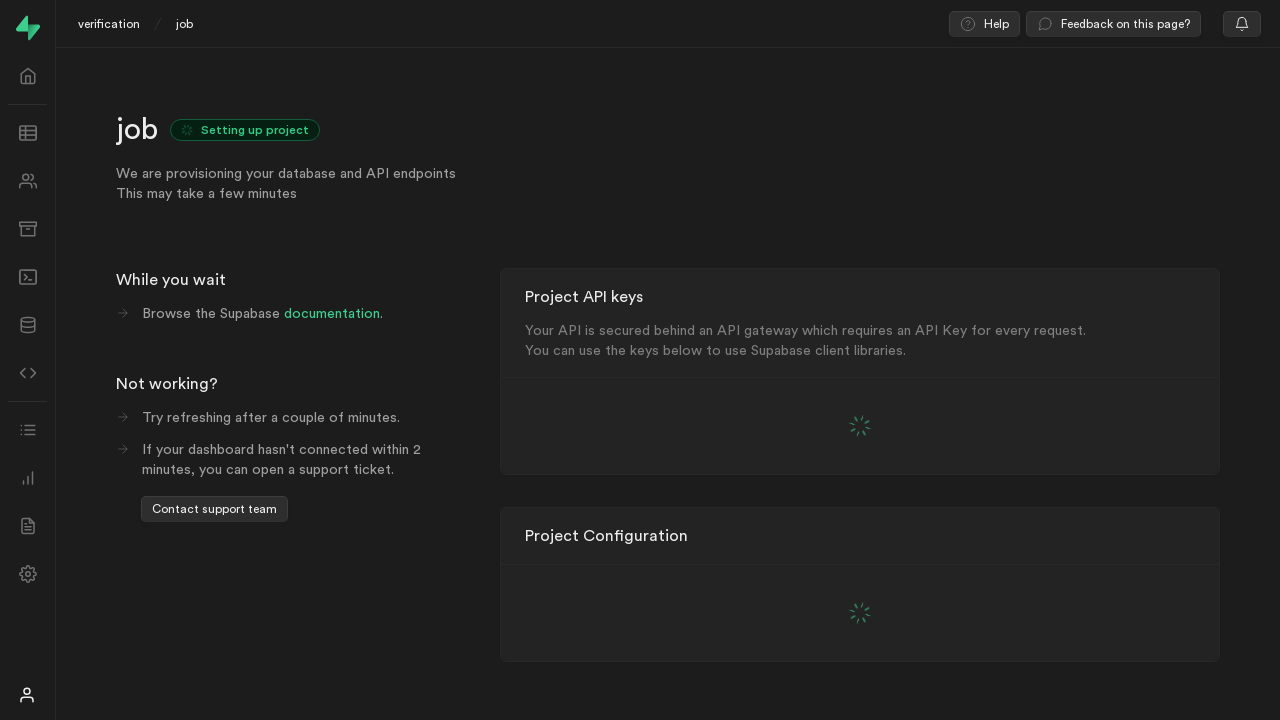 verification / job
Help
Feedback on this page?
job
Setting up project
We are provisioning your database and API endpoints
This may take a few minutes
While you wait
Browse the Supabase documentation.
Not working?
Try refreshing after a couple of minutes.
If your dashboard hasn't connected within 2
minutes, you can open a support ticket.
Contact support team
Project API keys
Your API is secured behind an API gateway which requires an API Key for every request.
You can use the keys below to use Supabase client libraries.
Project Configuration